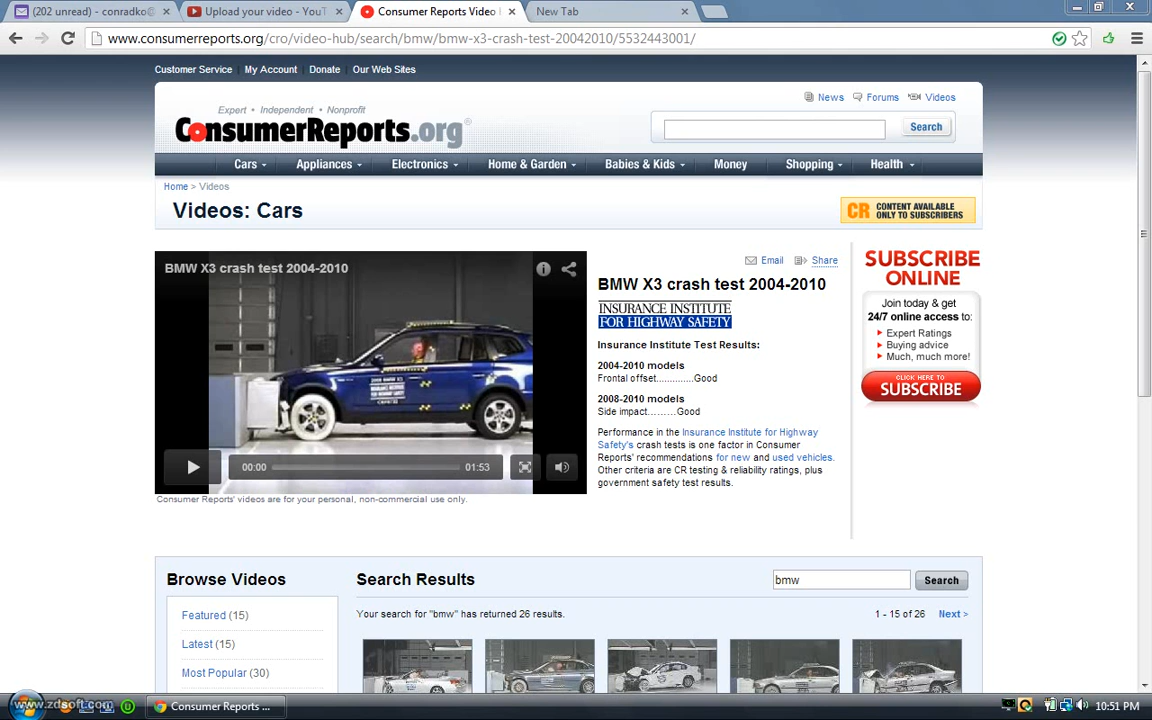 (202 unread) - conradko@
Upload your video - YouT
Consumer Reports Video
New Tab
www.consumerreports.org/cro/video-hub/search/bmw/bmw-x3-crash-test-20042010/5532443001/
Customer Service My Account Donate Our Web Sites
Expert • Independent • Nonprofit
ConsumerReports.org
News Forums Videos
Search
Cars Appliances Electronics Home & Garden Babies & Kids Money Shopping Health
Home > Videos
Videos: Cars
CR CONTENT AVAILABLE
ONLY TO SUBSCRIBERS
BMW X3 crash test 2004-2010
00:00 01:53
Consumer Reports' videos are for your personal, non-commercial use only.
Email Share
BMW X3 crash test 2004-2010
INSURANCE INSTITUTE
FOR HIGHWAY SAFETY
Insurance Institute Test Results:
2004-2010 models
Frontal offset.............Good
2008-2010 models
Side impact.........Good
Performance in the Insurance Institute for Highway
Safety's crash tests is one factor in Consumer
Reports' recommendations for new and used vehicles.
Other criteria are CR testing & reliability ratings, plus
government safety test results.
SUBSCRIBE
ONLINE
Join today & get
24/7 online access to:
Expert Ratings
Buying advice
Much, much more!
CLICK HERE TO
SUBSCRIBE
Browse Videos
Featured (15)
Latest (15)
Most Popular (30)
Search Results
bmw
Search
Your search for "bmw" has returned 26 results.
1 - 15 of 26 Next >
www.zdsoft.com
Consumer Reports ...
10:51 PM